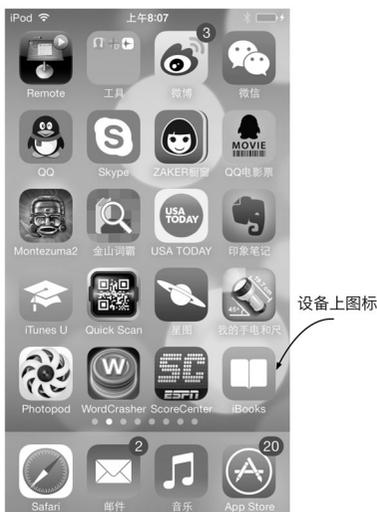 iPod 上午8:07
3
Remote 工具 微博 微信
QQ Skype ZAKER橱窗 QQ电影票
MOVIE
USA TODAY
Montezuma2 金山词霸 USA TODAY 印象笔记
45° 7cm
iTunes U Quick Scan 星图 我的手电和尺
设备上图标
W SC ESPN
Photopod WordCrasher ScoreCenter iBooks
2 20
Safari 邮件 音乐 App Store